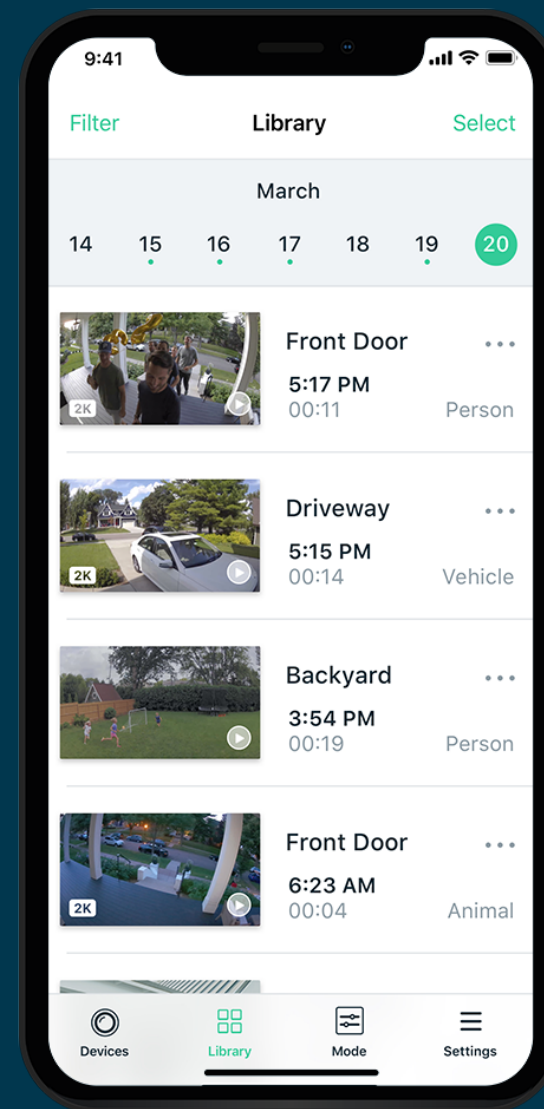 9:41
Filter Library Select
March
14 15 16 17 18 19 20
Front Door
5:17 PM
00:11 Person
2K
Driveway
5:15 PM
00:14 Vehicle
2K
Backyard
3:54 PM
00:19 Person
Front Door
6:23 AM
00:04 Animal
2K
Devices Library Mode Settings